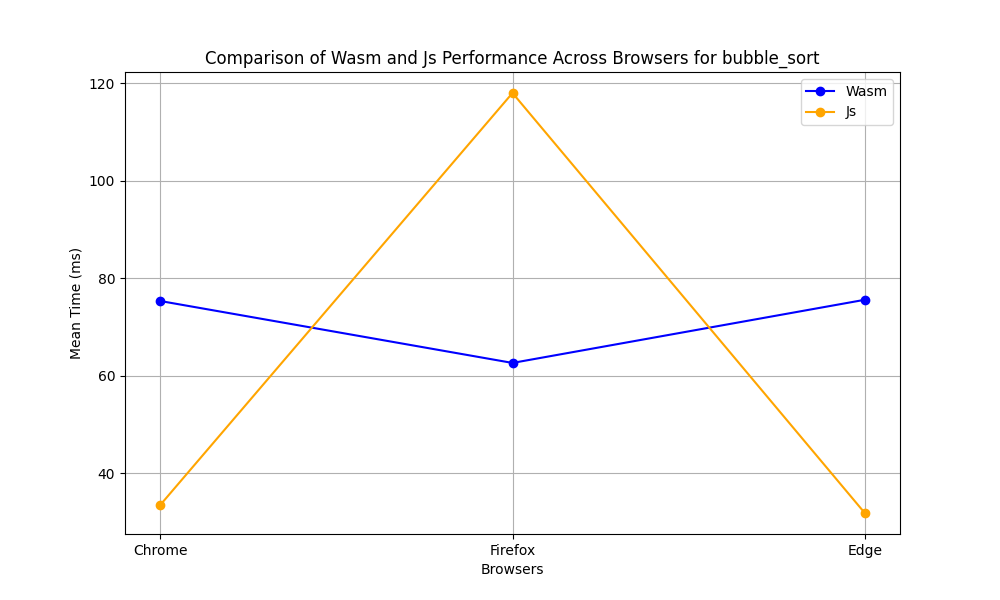 Comparison of Wasm and Js Performance Across Browsers for bubble_sort
Wasm
Js
Mean Time (ms)
120
100
80
60
40
Chrome
Firefox
Edge
Browsers